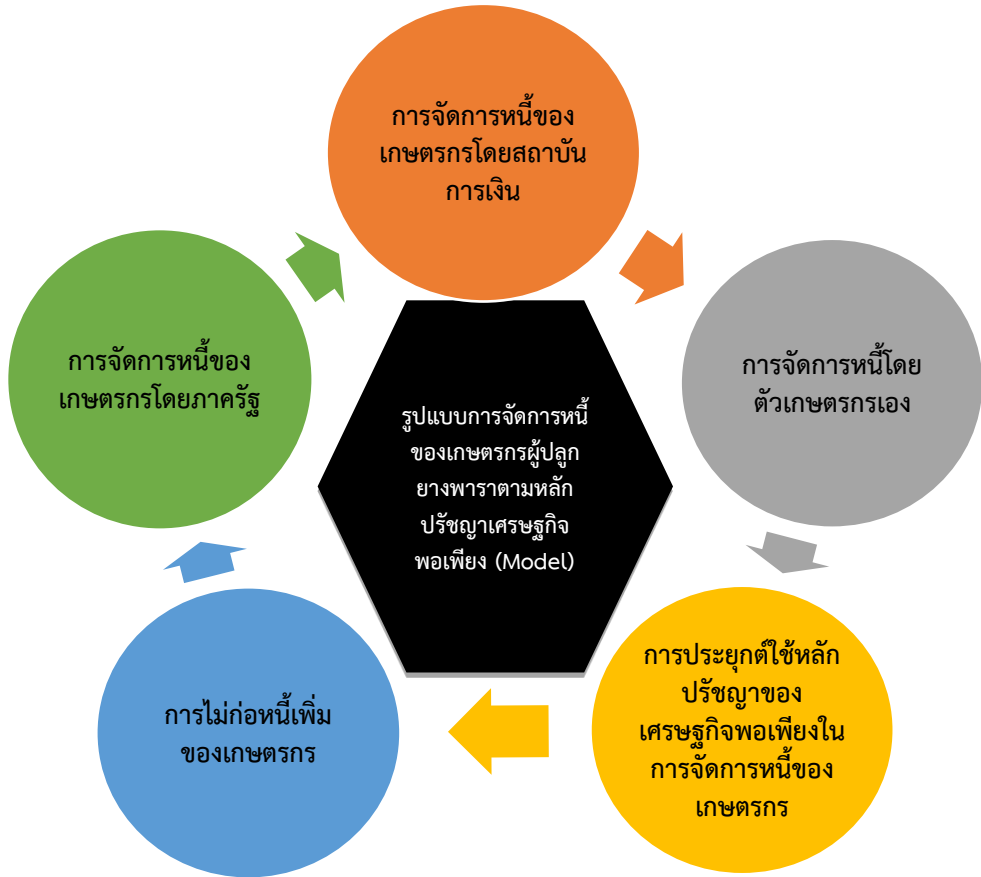 การจัดการหนี้ของ
เกษตรกรโดยสถาบัน
การเงิน
การจัดการหนี้ของ
เกษตรกรโดยภาครัฐ
การจัดการหนี้โดย
ตัวเกษตรกรเอง
รูปแบบการจัดการหนี้
ของเกษตรกรผู้ปลูก
ยางพาราตามหลัก
ปรัชญาเศรษฐกิจ
พอเพียง (Model)
การไม่ก่อหนี้เพิ่ม
ของเกษตรกร
การประยุกต์ใช้หลัก
ปรัชญาของ
เศรษฐกิจพอเพียงใน
การจัดการหนี้ของ
เกษตรกร